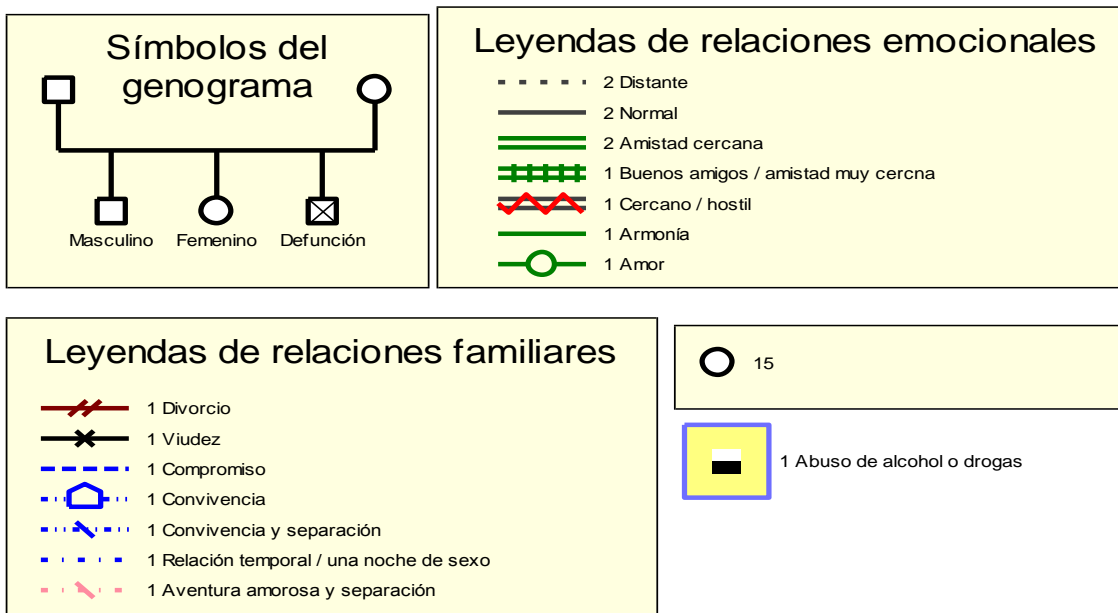 Símbolos del
genograma
Masculino Femenino Defunción
Leyendas de relaciones emocionales
2 Distante
2 Normal
2 Amistad cercana
1 Buenos amigos / amistad muy cercna
1 Cercano / hostil
1 Armonía
1 Amor
Leyendas de relaciones familiares
1 Divorcio
1 Viudez
1 Compromiso
1 Convivencia
1 Convivencia y separación
1 Relación temporal / una noche de sexo
1 Aventura amorosa y separación
15
1 Abuso de alcohol o drogas